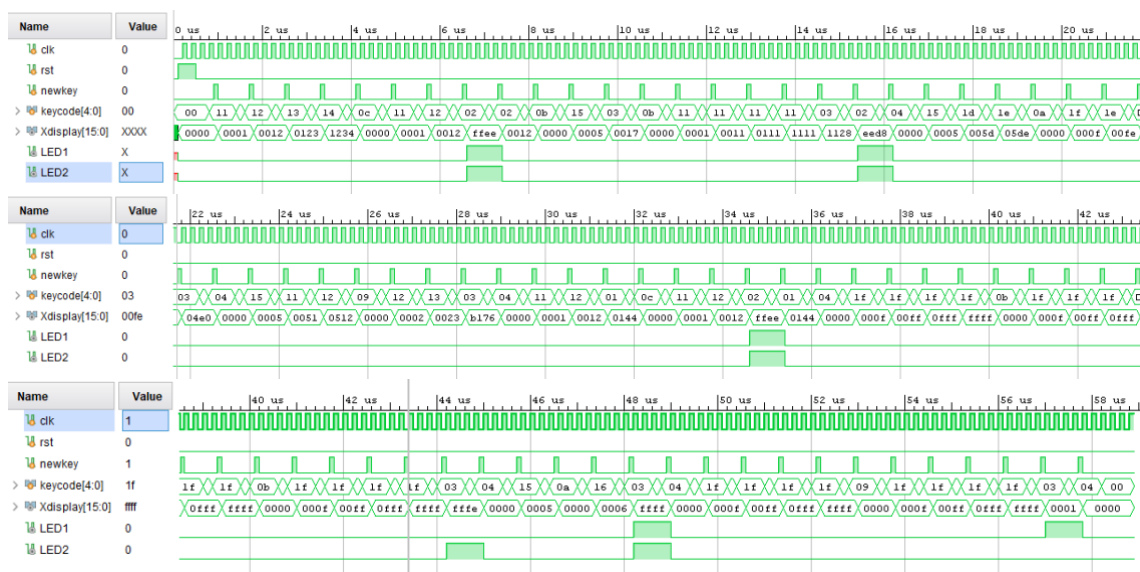 Name Value 0 us 2 us 4 us 6 us 8 us 10 us 12 us 14 us 16 us 18 us 20 us
clk 0
rst 0
newkey 0
keycode[4:0] 00 00 11 12 13 14 0c 11 12 02 02 0b 15 03 0b 11 11 11 11 03 02 04 15 1d 1e 0a 1f 1e
Xdisplay[15:0] XXXX 0000 0001 0012 0123 1234 0000 0001 0012 ffee 0012 0000 0005 0017 0000 0001 0011 0111 1111 1128 eed8 0000 0005 005d 05de 0000 000f 00fe
LED1 X
LED2 X
Name Value 22 us 24 us 26 us 28 us 30 us 32 us 34 us 36 us 38 us 40 us 42 us
clk 0
rst 0
newkey 0
keycode[4:0] 03 03 04 15 11 12 09 12 13 03 04 11 12 01 0c 11 12 02 01 04 1f 1f 1f 1f 0b 1f 1f 1f
Xdisplay[15:0] 00fe 04e0 0000 0005 0051 0512 0000 0002 0023 b176 0000 0001 0012 0144 0000 0001 0012 ffee 0144 0000 000f 00ff 0fff ffff 0000 000f 00ff 0fff
LED1 0
LED2 0
Name Value 40 us 42 us 44 us 46 us 48 us 50 us 52 us 54 us 56 us 58 us
clk 1
rst 0
newkey 1
keycode[4:0] 1f 1f 1f 0b 1f 1f 1f 1f 03 04 15 0a 16 03 04 1f 1f 1f 1f 09 1f 1f 1f 1f 03 04 00
Xdisplay[15:0] ffff 0fff ffff 0000 000f 00ff 0fff ffff fffe 0000 0005 0000 0006 ffff 0000 000f 00ff 0fff ffff 0000 000f 00ff 0fff ffff 0001 0000
LED1 0
LED2 0